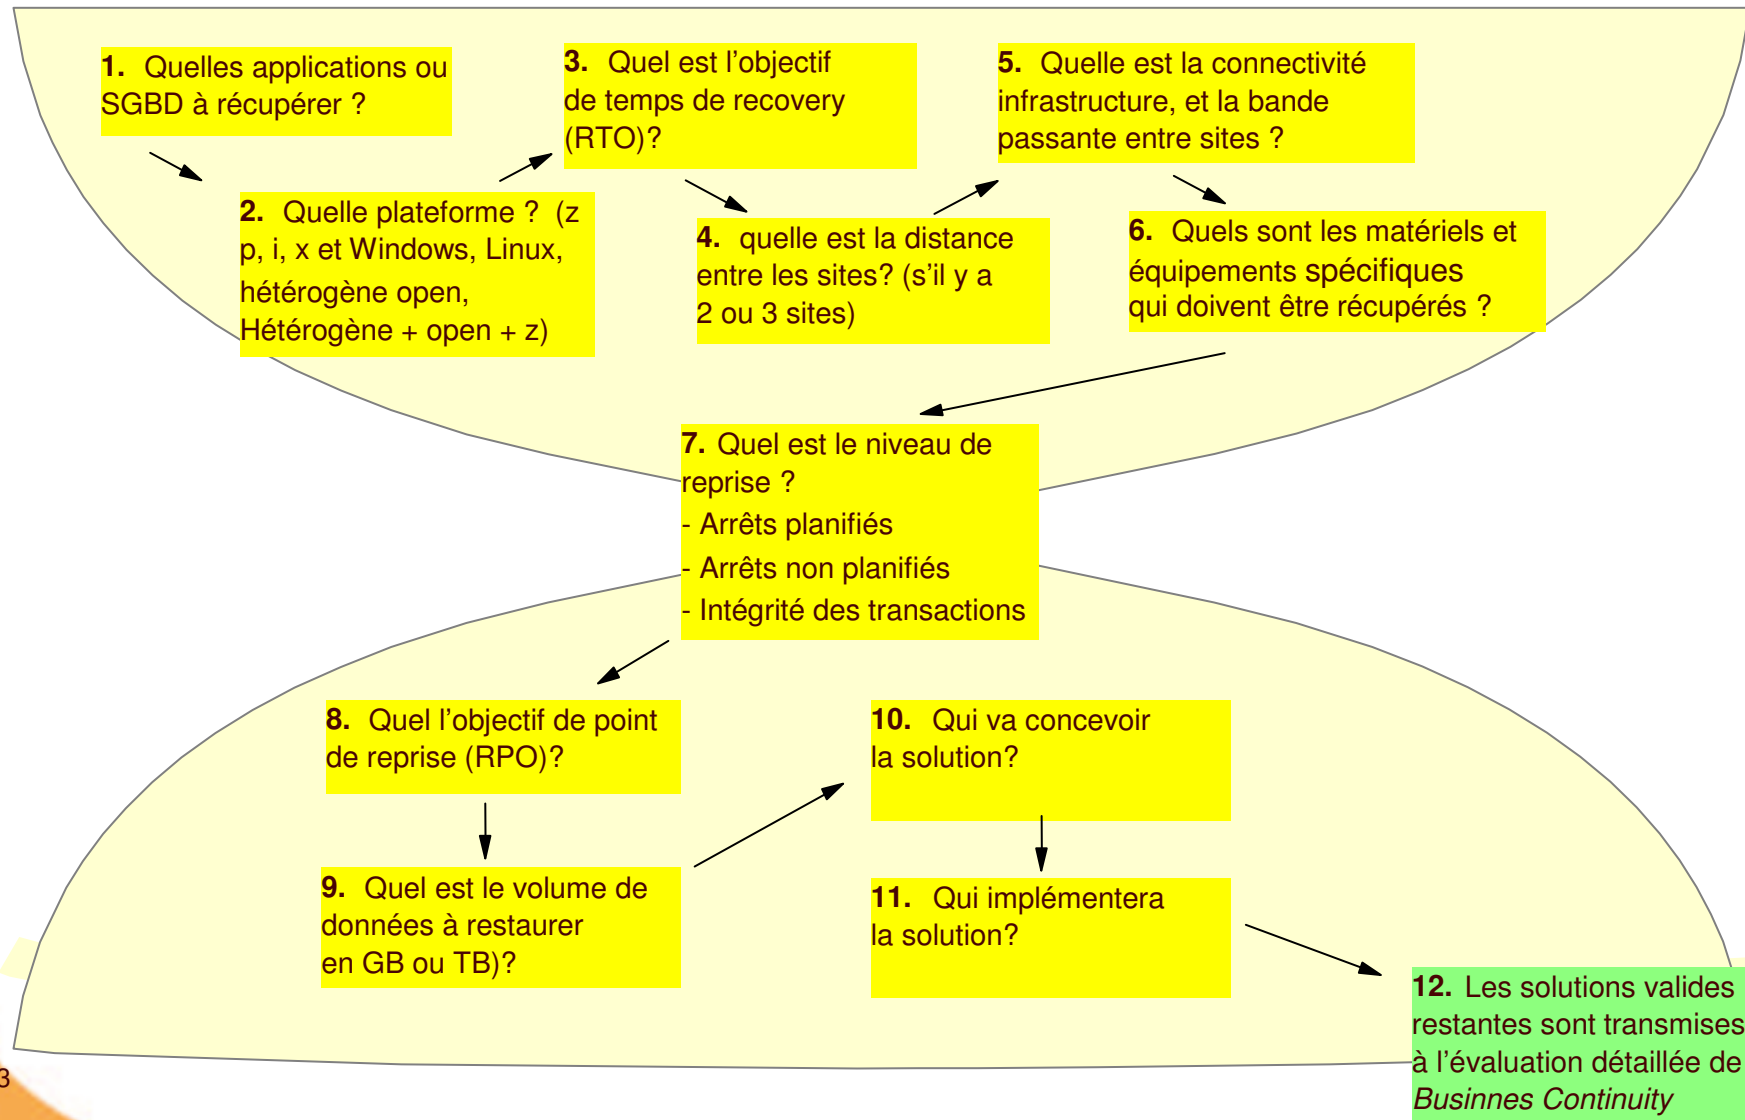 1. Quelles applications ou
SGBD à récupérer ?
2. Quelle plateforme ? (z
p, i, x et Windows, Linux,
hétérogène open,
Hétérogène + open + z)
3. Quel est l'objectif
de temps de recovery
(RTO)?
4. quelle est la distance
entre les sites? (s'il y a
2 ou 3 sites)
5. Quelle est la connectivité
infrastructure, et la bande
passante entre sites ?
6. Quels sont les matériels et
équipements spécifiques
qui doivent être récupérés ?
7. Quel est le niveau de
reprise ?
- Arrêts planifiés
- Arrêts non planifiés
- Intégrité des transactions
8. Quel l'objectif de point
de reprise (RPO)?
9. Quel est le volume de
données à restaurer
en GB ou TB)?
10. Qui va concevoir
la solution?
11. Qui implémentera
la solution?
12. Les solutions valides
restantes sont transmises
à l'évaluation détaillée de
Businnes Continuity
3